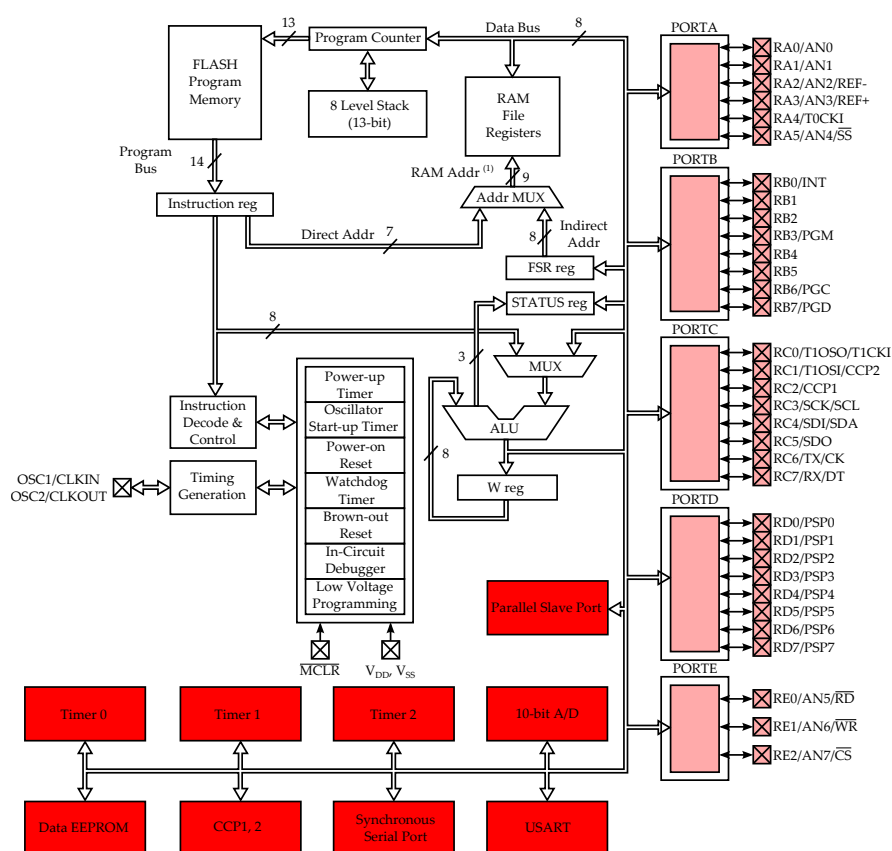 13
Program Counter
Data Bus
8
FLASH
Program
Memory
8 Level Stack
(13-bit)
RAM
File
Registers
Program
Bus
14
RAM Addr (1)
9
Addr MUX
Instruction reg
Direct Addr
7
8
Indirect
Addr
FSR reg
STATUS reg
8
3
MUX
Power-up
Timer
Oscillator
Start-up Timer
Power-on
Reset
Watchdog
Timer
Brown-out
Reset
In-Circuit
Debugger
Low Voltage
Programming
Instruction
Decode &
Control
ALU
8
W reg
OSC1/CLKIN
OSC2/CLKOUT
Timing
Generation
MCLR
VDD, VSS
Parallel Slave Port
Timer 0
Timer 1
Timer 2
10-bit A/D
Data EEPROM
CCP1, 2
Synchronous
Serial Port
USART
PORTA
RA0/AN0
RA1/AN1
RA2/AN2/REF-
RA3/AN3/REF+
RA4/T0CKI
RA5/AN4/SS
PORTB
RB0/INT
RB1
RB2
RB3/PGM
RB4
RB5
RB6/PGC
RB7/PGD
PORTC
RC0/T1OSO/T1CKI
RC1/T1OSI/CCP2
RC2/CCP1
RC3/SCK/SCL
RC4/SDI/SDA
RC5/SDO
RC6/TX/CK
RC7/RX/DT
PORTD
RD0/PSP0
RD1/PSP1
RD2/PSP2
RD3/PSP3
RD4/PSP4
RD5/PSP5
RD6/PSP6
RD7/PSP7
PORTE
RE0/AN5/RD
RE1/AN6/WR
RE2/AN7/CS